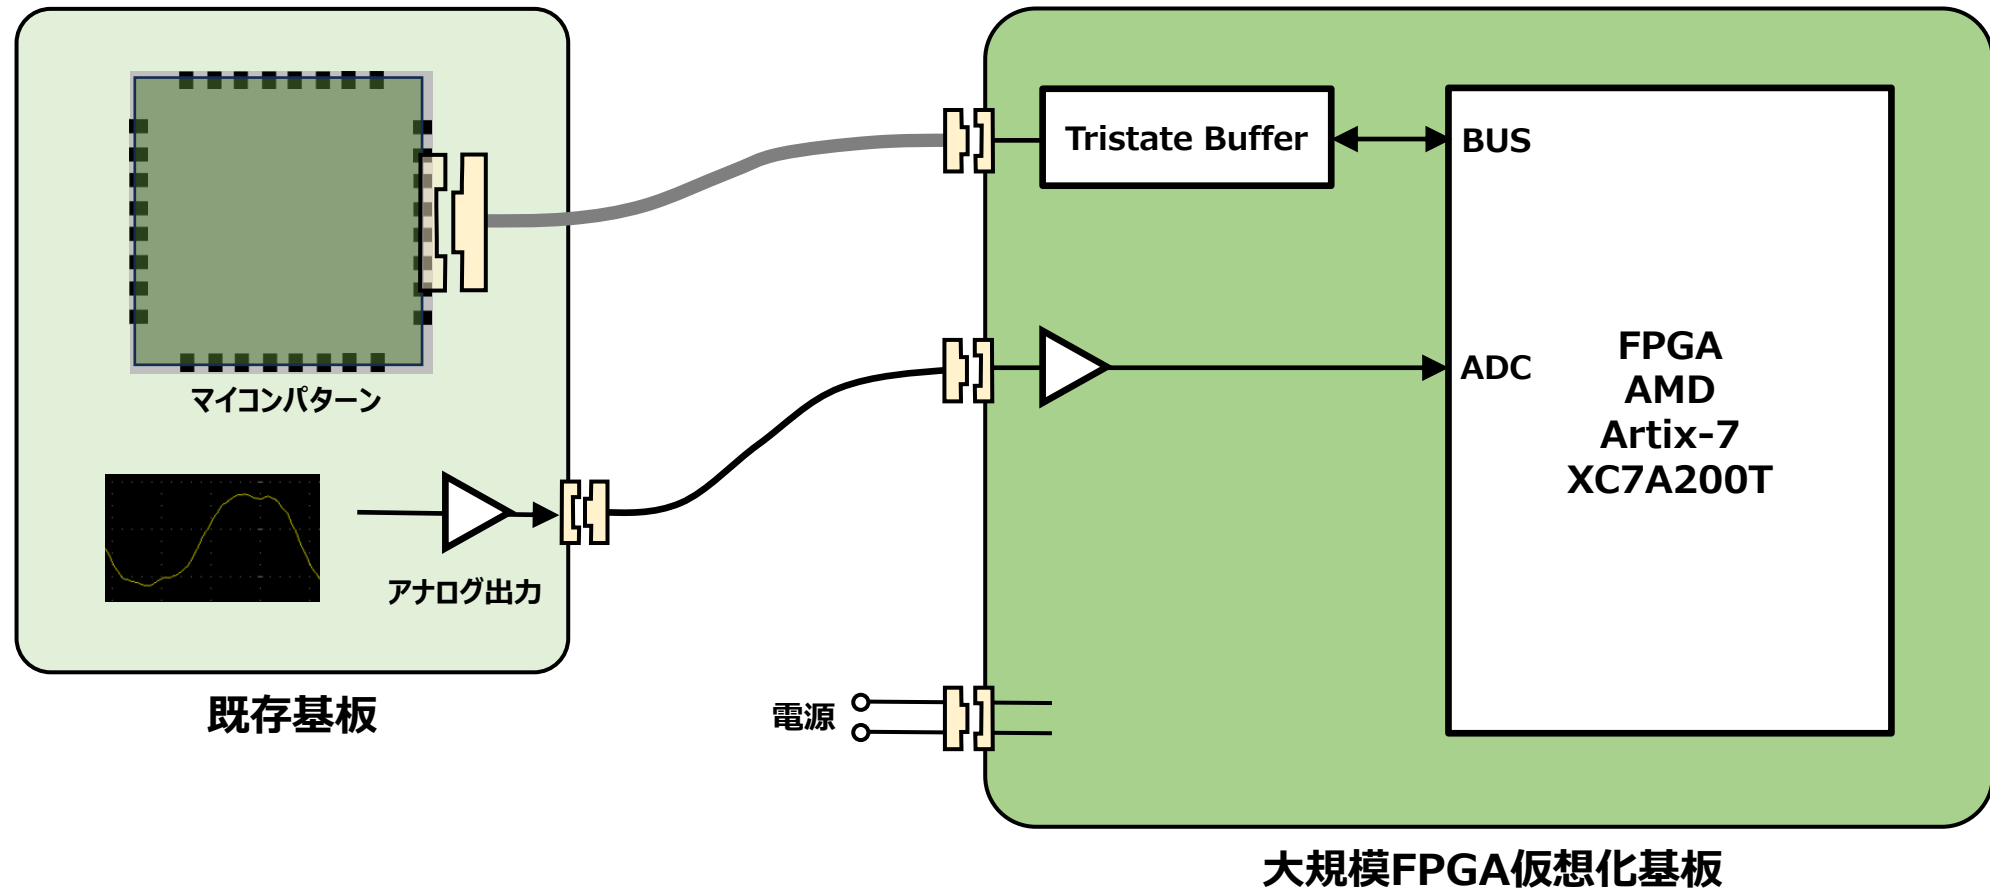 マイコンパターン
アナログ出力
既存基板
電源
Tristate Buffer
BUS
ADC
FPGA
AMD
Artix-7
XC7A200T
大規模FPGA仮想化基板